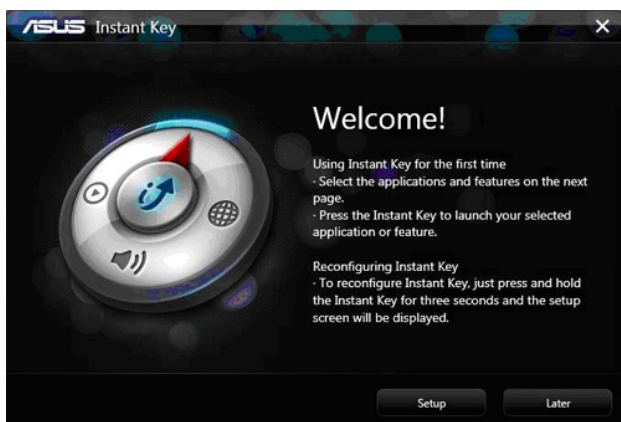 ASUS Instant Key
Welcome!
Using Instant Key for the first time
· Select the applications and features on the next
page.
· Press the Instant Key to launch your selected
application or feature.
Reconfiguring Instant Key
· To reconfigure Instant Key, just press and hold
the Instant Key for three seconds and the setup
screen will be displayed.
Setup
Later